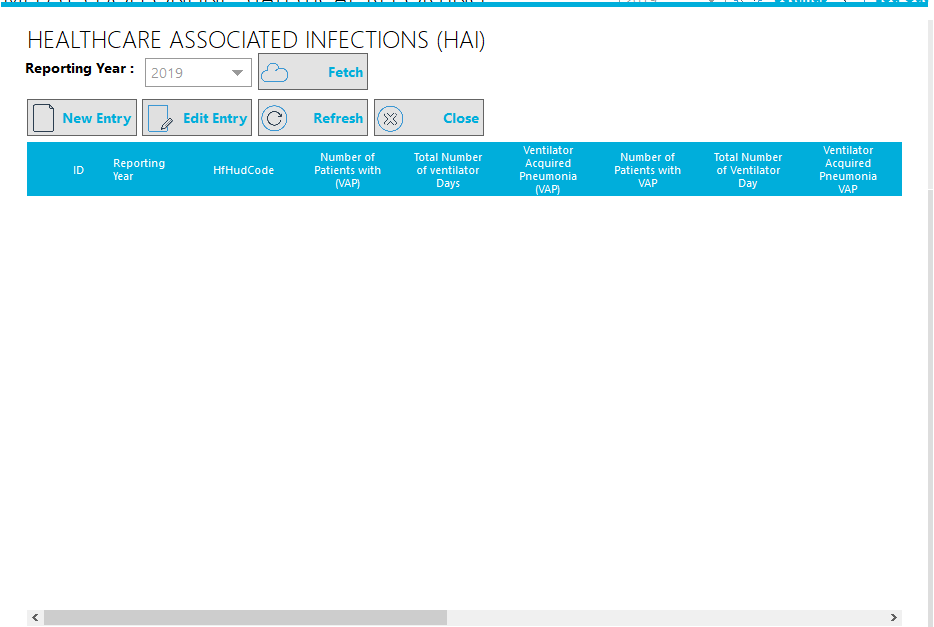 HEALTHCARE ASSOCIATED INFECTIONS (HAI)
Reporting Year :
2019
Fetch
New Entry
Edit Entry
Refresh
Close
ID
Reporting
Year
HfHudCode
Number of
Patients with
(VAP)
Total Number
of ventilator
Days
Ventilator
Acquired
Pneumonia
(VAP)
Number of
Patients with
VAP
Total Number
of Ventilator
Day
Ventilator
Acquired
Pneumonia
VAP